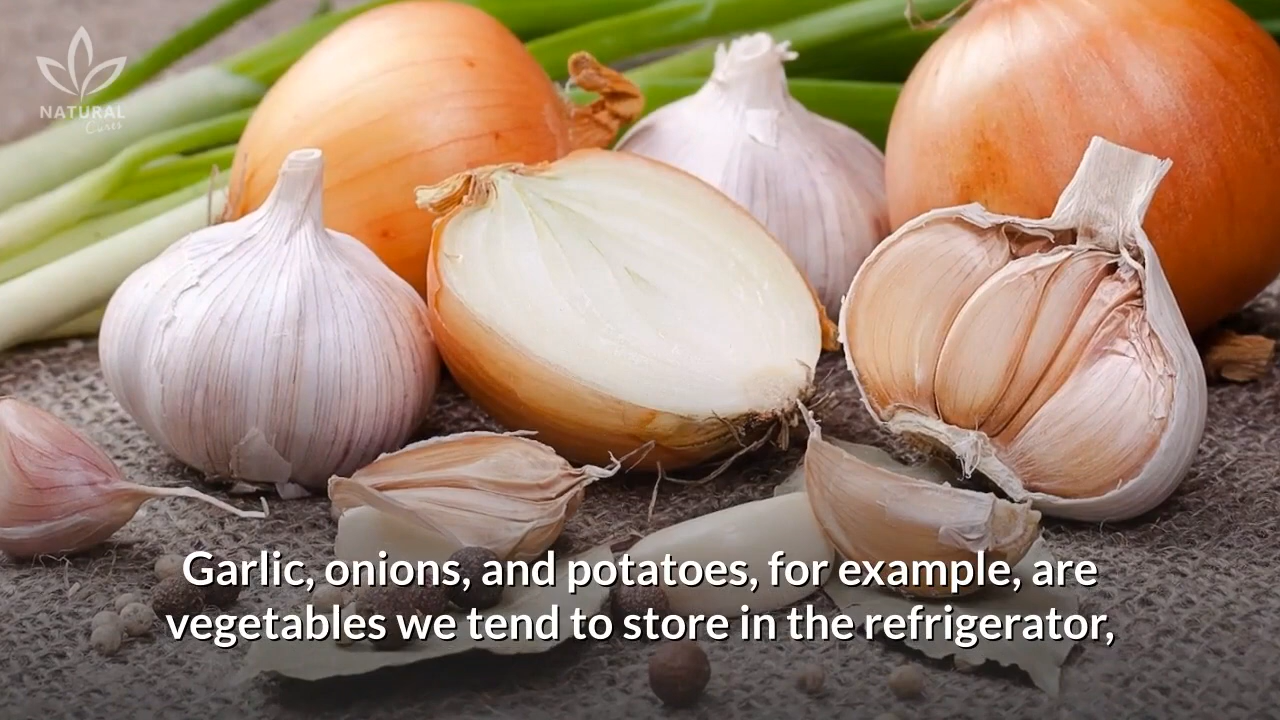 NATURAL
Cures
Garlic, onions, and potatoes, for example, are
vegetables we tend to store in the refrigerator,